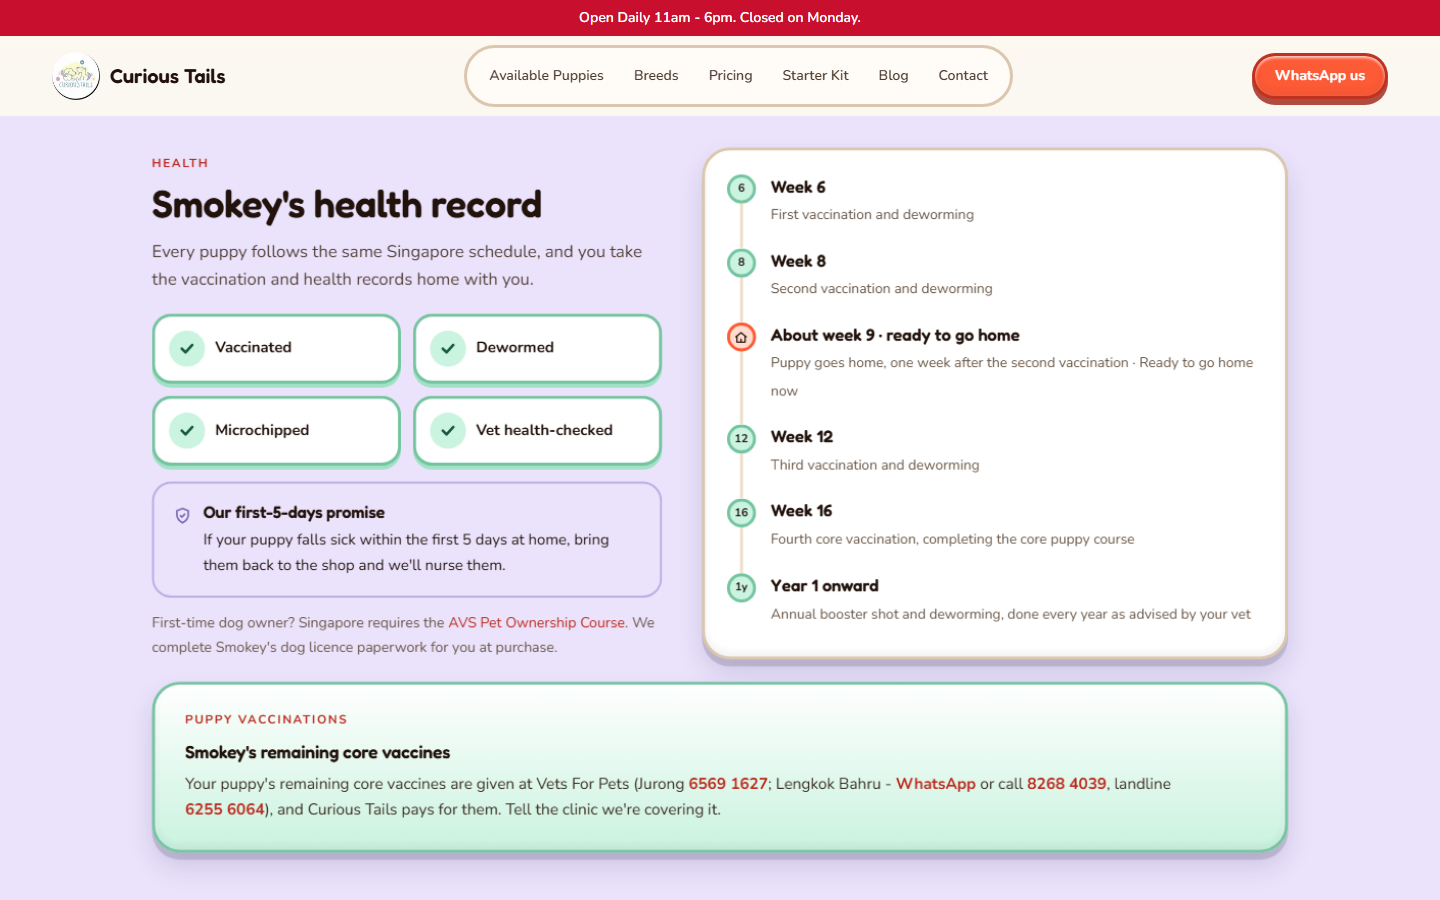 Open Daily 11am - 6pm. Closed on Monday.
Curious Tails
Available Puppies
Breeds
Pricing
Starter Kit
Blog
Contact
WhatsApp us
HEALTH
Smokey's health record
Every puppy follows the same Singapore schedule, and you take
the vaccination and health records home with you.
Vaccinated
Dewormed
Microchipped
Vet health-checked
Our first-5-days promise
If your puppy falls sick within the first 5 days at home, bring
them back to the shop and we'll nurse them.
First-time dog owner? Singapore requires the AVS Pet Ownership Course. We
complete Smokey's dog licence paperwork for you at purchase.
6
Week 6
First vaccination and deworming
8
Week 8
Second vaccination and deworming
About week 9 · ready to go home
Puppy goes home, one week after the second vaccination · Ready to go home
now
12
Week 12
Third vaccination and deworming
16
Week 16
Fourth core vaccination, completing the core puppy course
1y
Year 1 onward
Annual booster shot and deworming, done every year as advised by your vet
PUPPY VACCINATIONS
Smokey's remaining core vaccines
Your puppy's remaining core vaccines are given at Vets For Pets (Jurong 6569 1627; Lengkok Bahru - WhatsApp or call 8268 4039, landline
6255 6064), and Curious Tails pays for them. Tell the clinic we're covering it.